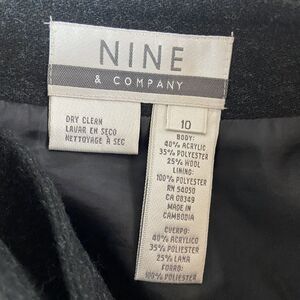 NINE
& COMPANY
DRY CLEAN
LAVAR EN SECO
NETTOYAGE À SEC
10
BODY:
40% ACRYLIC
35% POLYESTER
25% WOOL
LINING:
100% POLYESTER
RN 54050
CA 08349
MADE IN
CAMBODIA
CUERPO:
40% ACRILICO
35% POLIESTER
25% LANA
FORRO:
100% POLIESTER